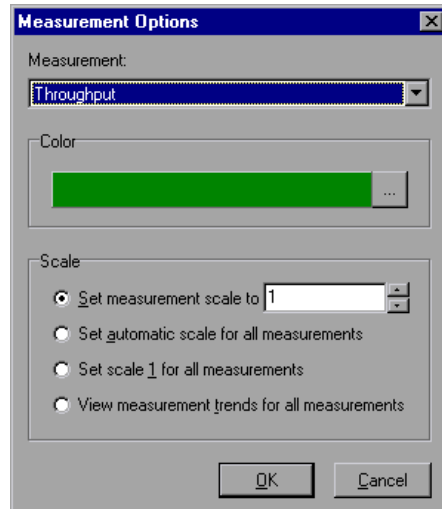 Measurement Options
Measurement:
Throughput
Color
...
Scale
Set measurement scale to 1
Set automatic scale for all measurements
Set scale 1 for all measurements
View measurement trends for all measurements
OK Cancel